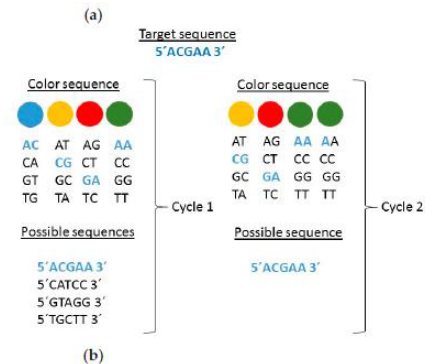 (a)
Target sequence
5´ACGAA 3´
Color sequence
AC AT AG AA
CA CG CT CC
GT GC GA GG
TG TA TC TT
Possible sequences
5´ACGAA 3´
5´CATCC 3´
5´GTAGG 3´
5´TGCTT 3´
Cycle 1
Color sequence
AT AG AA AA
CG CT CC CC
GC GA GG GG
TA TC TT TT
Possible sequence
5´ACGAA 3´
Cycle 2
(b)